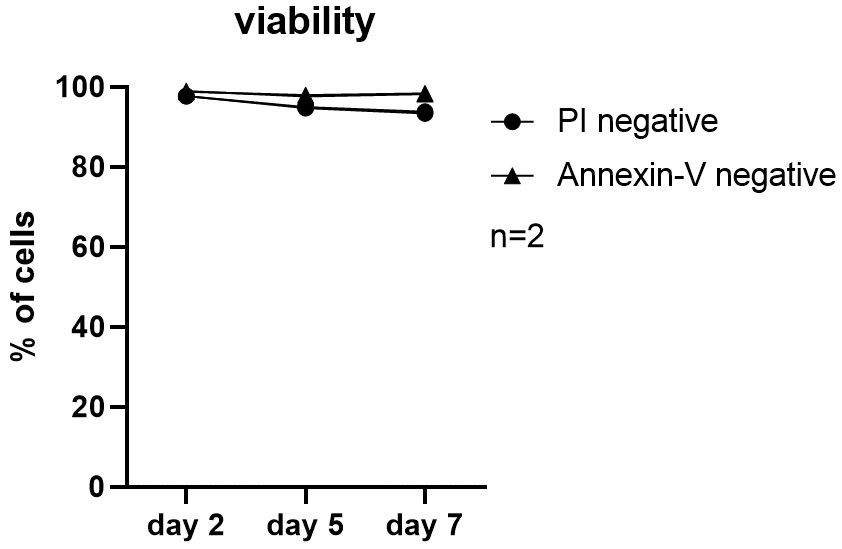 viability
100
80
60
40
20
0
% of cells
day 2 day 5 day 7
PI negative
Annexin-V negative
n=2